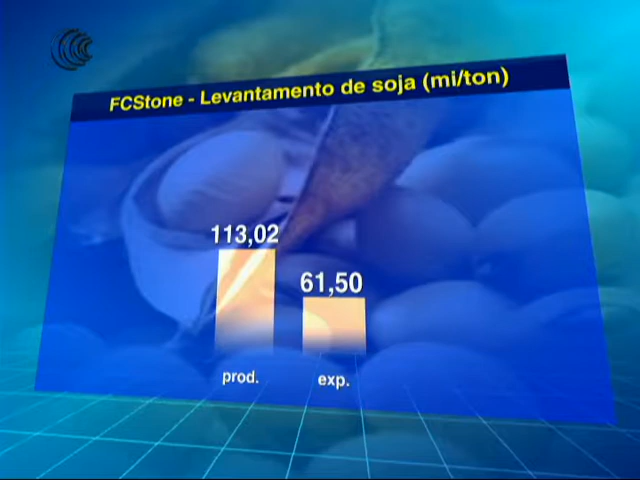 FCStone - Levantamento de soja (mi/ton)
113,02
61,50
prod.
exp.